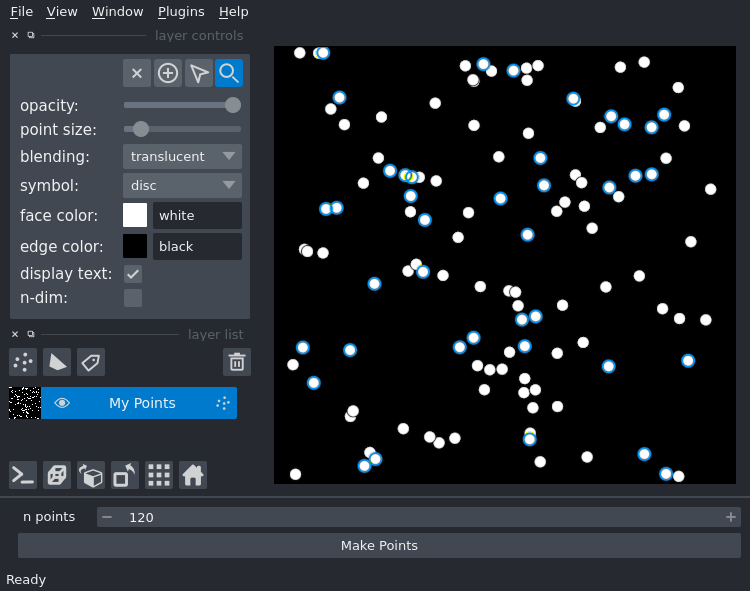 File View Window Plugins Help
layer controls
opacity:
point size:
blending: translucent
symbol: disc
face color: white
edge color: black
display text:
n-dim:
layer list
My Points
n points 120
Make Points
Ready